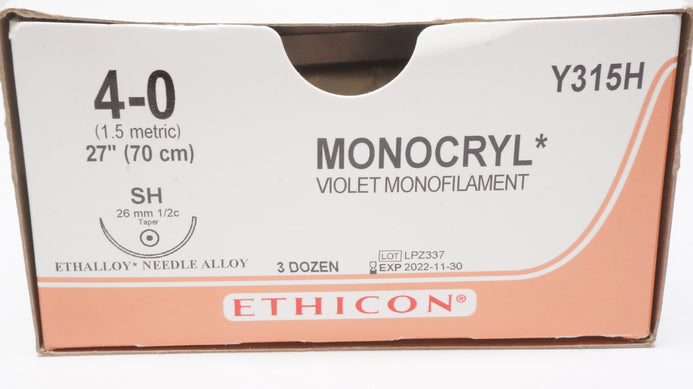 4-0
(1.5 metric)
27" (70 cm)
SH
26 mm 1/2c
Taper
ETHALLOY* NEEDLE ALLOY
Y315H
MONOCRYL*
VIOLET MONOFILAMENT
3 DOZEN
LOT LPZ337
EXP 2022-11-30
ETHICON®